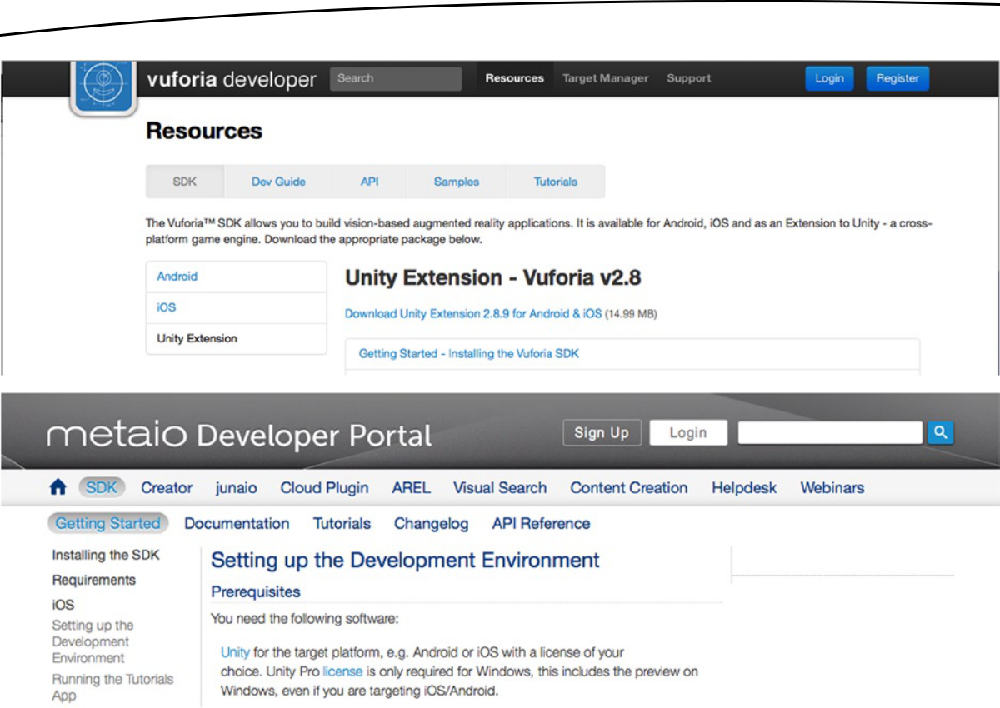 vuforia developer Search Resources Target Manager Support Login Register
Resources
SDK Dev Guide API Samples Tutorials
The Vuforia™ SDK allows you to build vision-based augmented reality applications. It is available for Android, iOS and as an Extension to Unity - a cross-
platform game engine. Download the appropriate package below.
Android
iOS
Unity Extension
Unity Extension - Vuforia v2.8
Download Unity Extension 2.8.9 for Android & iOS (14.99 MB)
Getting Started - Installing the Vuforia SDK
metaio Developer Portal Sign Up Login
SDK Creator junaio Cloud Plugin AREL Visual Search Content Creation Helpdesk Webinars
Getting Started Documentation Tutorials Changelog API Reference
Installing the SDK
Requirements
iOS
Setting up the
Development
Environment
Running the Tutorials
App
Setting up the Development Environment
Prerequisites
You need the following software:
Unity for the target platform, e.g. Android or iOS with a license of your
choice. Unity Pro license is only required for Windows, this includes the preview on
Windows, even if you are targeting iOS/Android.